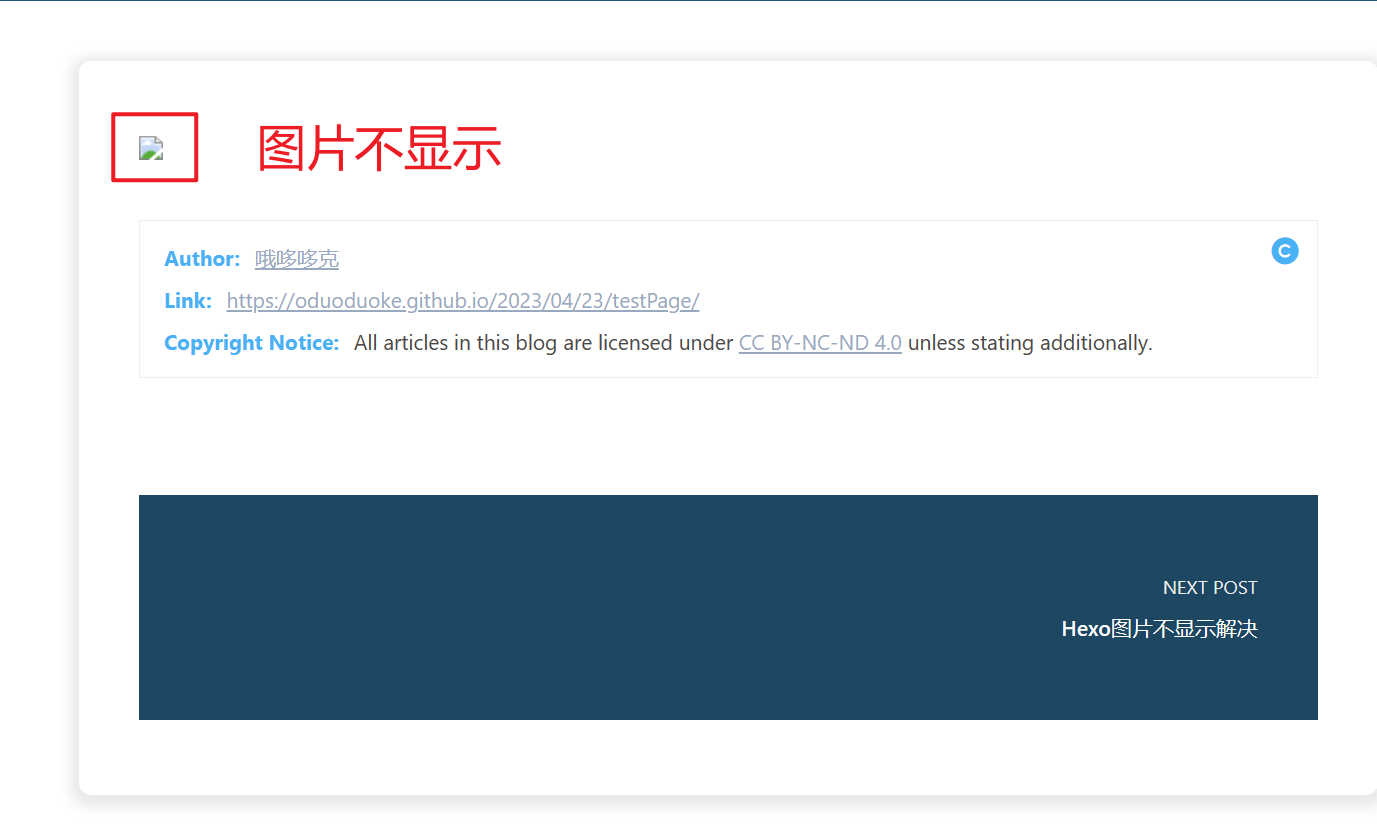 图片不显示
Author: 哦哆哆克
Link: https://oduoduoke.github.io/2023/04/23/testPage/
Copyright Notice: All articles in this blog are licensed under CC BY-NC-ND 4.0 unless stating additionally.
NEXT POST
Hexo图片不显示解决